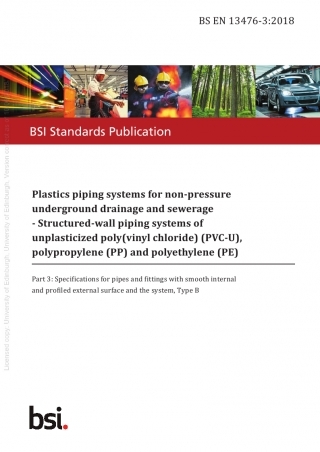 BS EN 13476-3:2018
BSI Standards Publication
Plastics piping systems for non-pressure
underground drainage and sewerage
- Structured-wall piping systems of
unplasticized poly(vinyl chloride) (PVC-U),
polypropylene (PP) and polyethylene (PE)
Part 3: Specifications for pipes and fittings with smooth internal
and profiled external surface and the system, Type B
bsi.
Licensed copy: University of Edinburgh, University of Edinburgh, Version correct as of